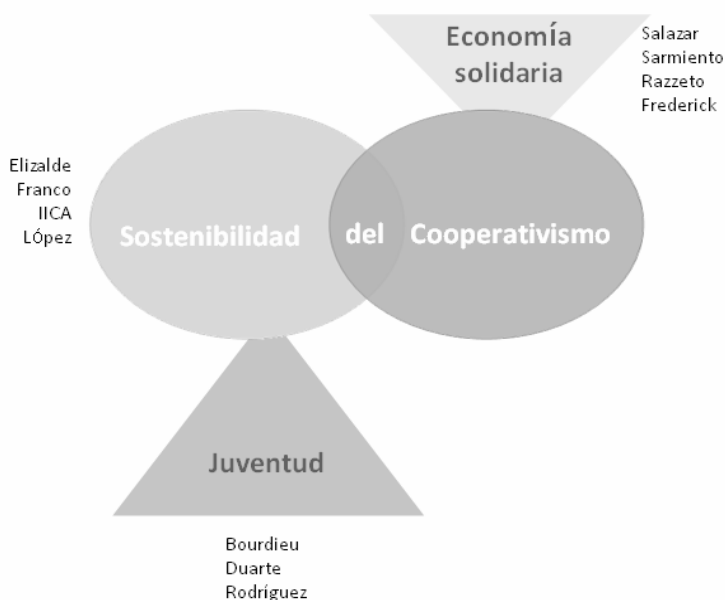 Economía
solidaria
Salazar
Sarmiento
Razzeto
Frederick
Elizalde
Franco
IICA
López
Sostenibilidad del Cooperativismo
Juventud
Bourdieu
Duarte
Rodríguez